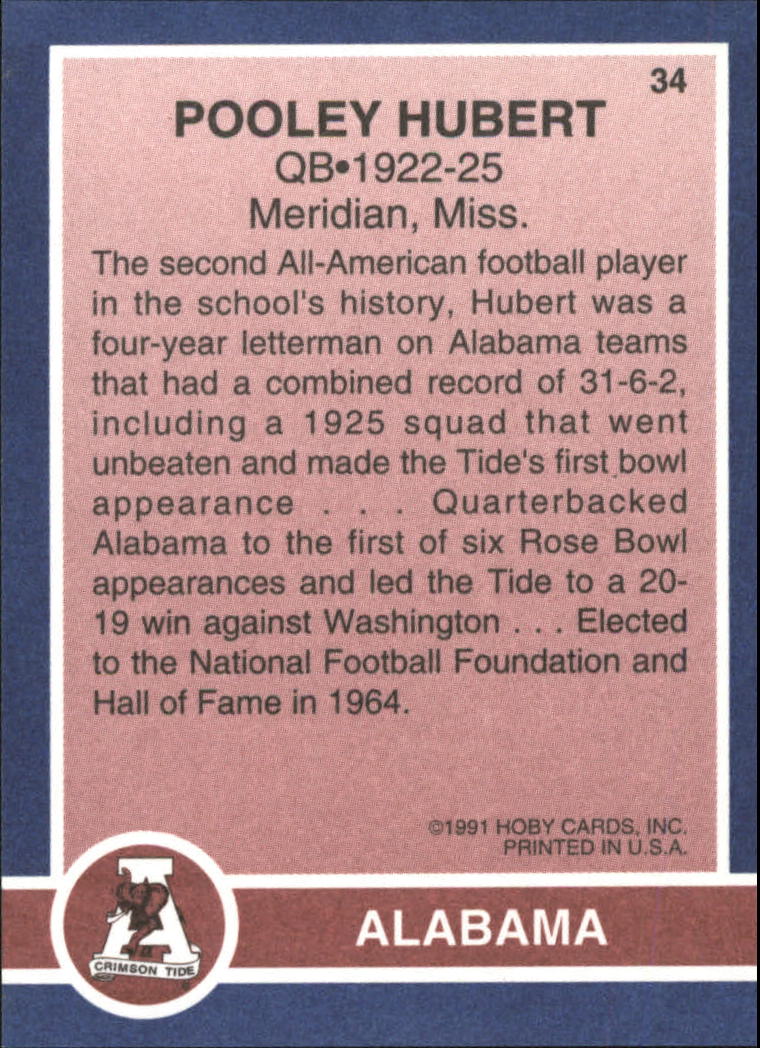 34
POOLEY HUBERT
QB•1922-25
Meridian, Miss.
The second All-American football player
in the school's history, Hubert was a
four-year letterman on Alabama teams
that had a combined record of 31-6-2,
including a 1925 squad that went
unbeaten and made the Tide's first bowl
appearance . . . Quarterbacked
Alabama to the first of six Rose Bowl
appearances and led the Tide to a 20-
19 win against Washington . . . Elected
to the National Football Foundation and
Hall of Fame in 1964.
©1991 HOBY CARDS, INC.
PRINTED IN U.S.A.
A
CRIMSON TIDE
ALABAMA